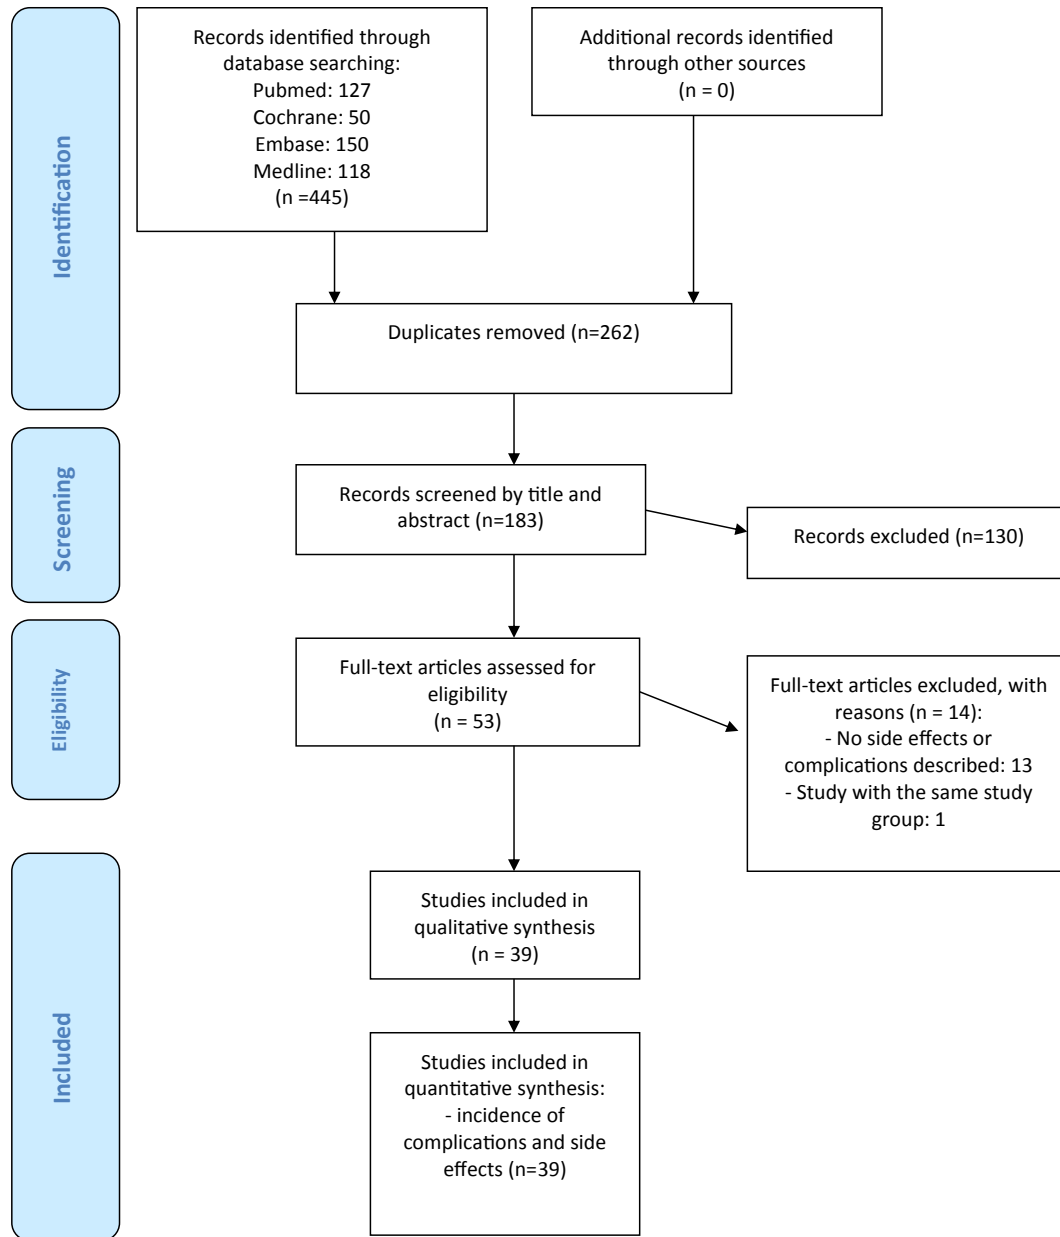 Identification
Records identified through
database searching:
Pubmed: 127
Cochrane: 50
Embase: 150
Medline: 118
(n =445)
Additional records identified
through other sources
(n = 0)
Duplicates removed (n=262)
Screening
Records screened by title and
abstract (n=183)
Records excluded (n=130)
Eligibility
Full-text articles assessed for
eligibility
(n = 53)
Full-text articles excluded, with
reasons (n = 14):
- No side effects or
complications described: 13
- Study with the same study
group: 1
Included
Studies included in
qualitative synthesis
(n = 39)
Studies included in
quantitative synthesis:
- incidence of
complications and side
effects (n=39)